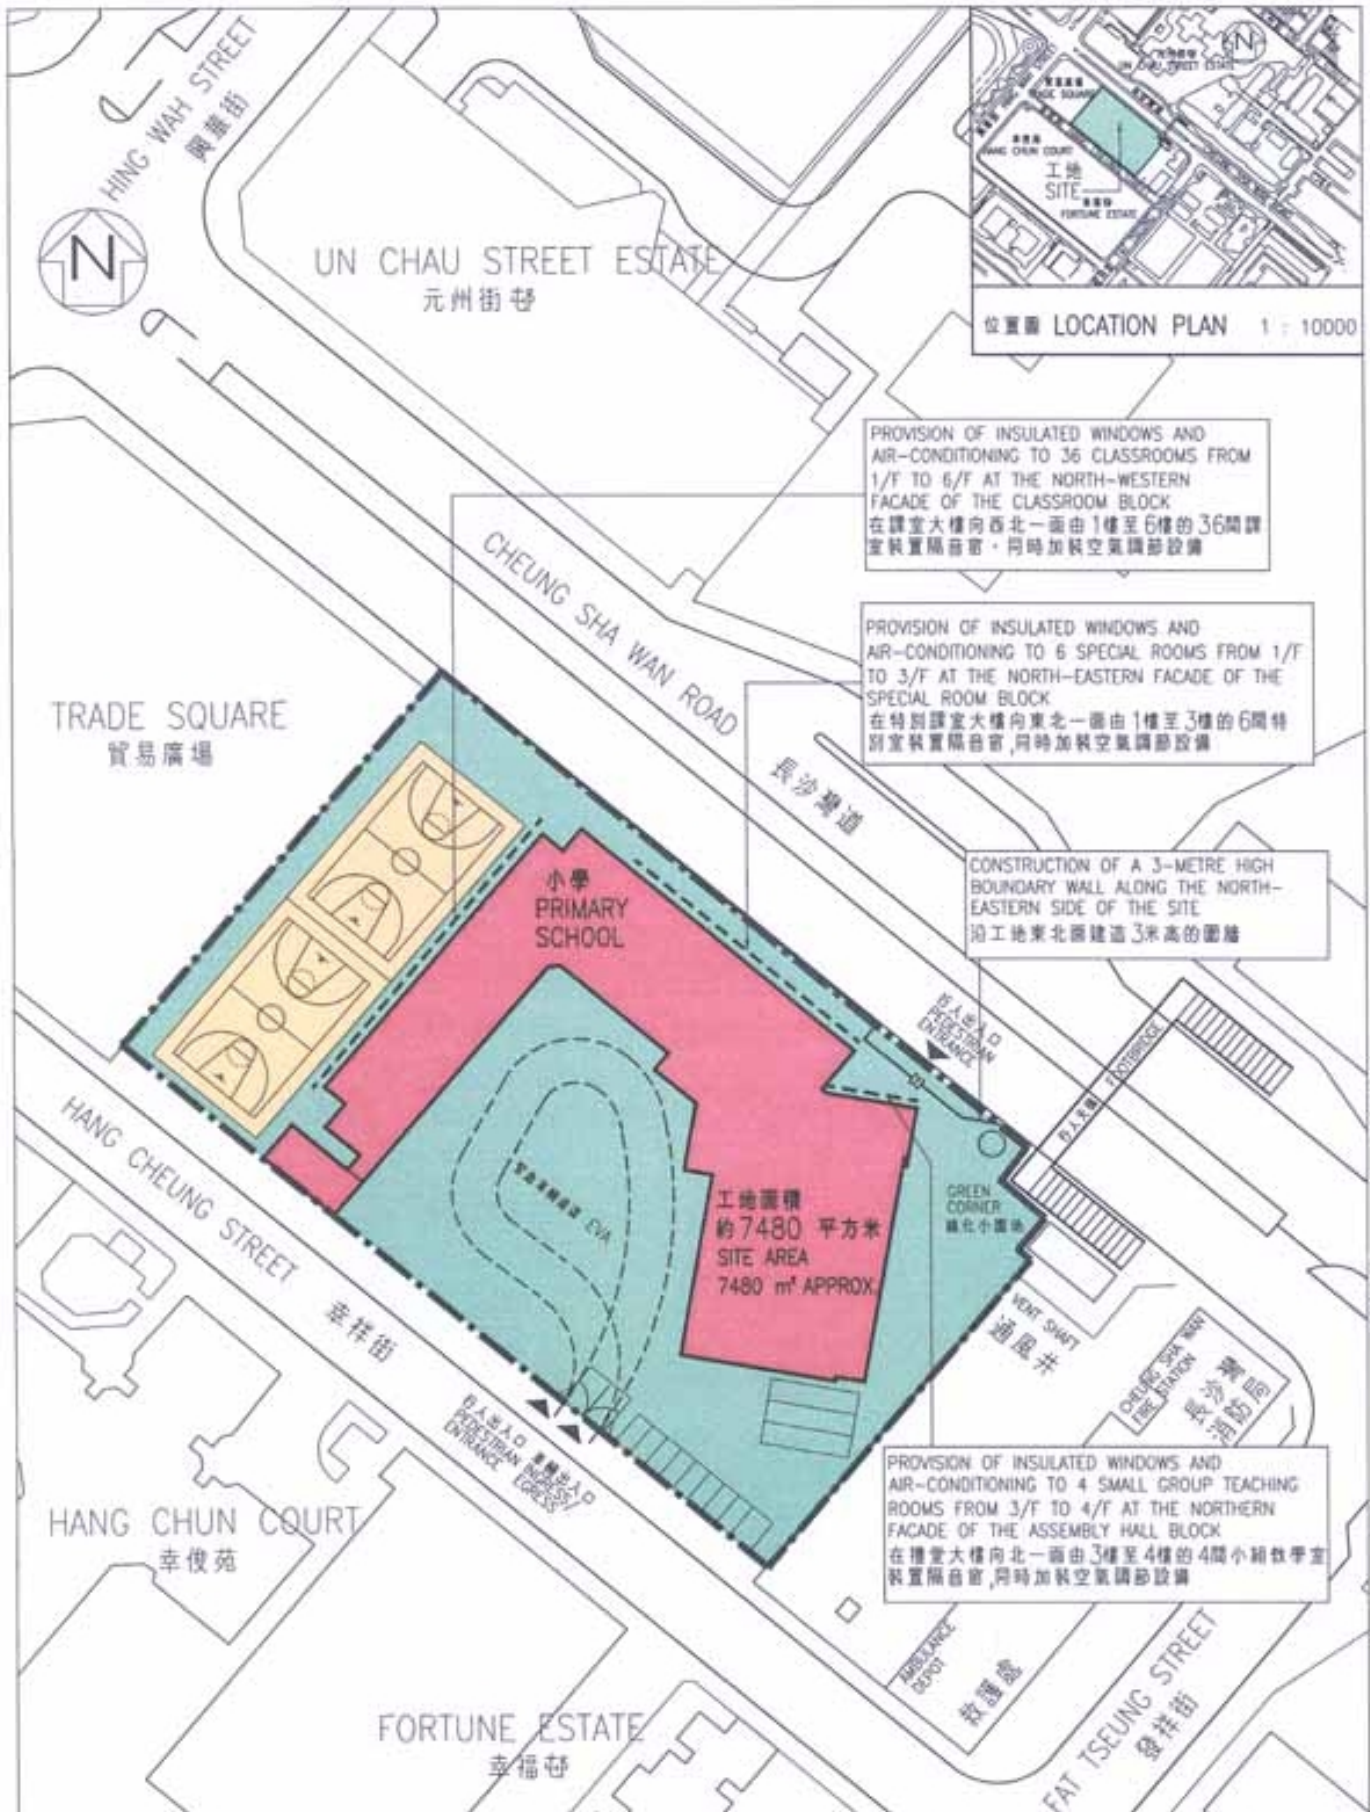 HING WAH STREET
興華街
N
UN CHAU STREET ESTATE
元州街邨
N
UN CHAU STREET ESTATE
TRADE SQUARE
HANG CHUN COURT
工地
SITE
FORTUNE ESTATE
位置圖 LOCATION PLAN 1 : 10000
PROVISION OF INSULATED WINDOWS AND
AIR-CONDITIONING TO 36 CLASSROOMS FROM
1/F TO 6/F AT THE NORTH-WESTERN
FACADE OF THE CLASSROOM BLOCK
在課室大樓向西北一面由1樓至6樓的36間課
室裝置隔音窗，同時加裝空氣調節設備
CHEUNG SHA WAN ROAD
長沙灣道
PROVISION OF INSULATED WINDOWS AND
AIR-CONDITIONING TO 6 SPECIAL ROOMS FROM 1/F
TO 3/F AT THE NORTH-EASTERN FACADE OF THE
SPECIAL ROOM BLOCK
在特別課室大樓向東北一面由1樓至3樓的6間特
別室裝置隔音窗,同時加裝空氣調節設備
TRADE SQUARE
貿易廣場
CONSTRUCTION OF A 3-METRE HIGH
BOUNDARY WALL ALONG THE NORTH-
EASTERN SIDE OF THE SITE
沿工地東北面建造3米高的圍牆
小學
PRIMARY
SCHOOL
行人出入口
PEDESTRIAN
ENTRANCE
行人天橋 FOOTBRIDGE
HANG CHEUNG STREET
幸祥街
EVA
工地面積
約7480 平方米
SITE AREA
7480 m² APPROX.
GREEN
CORNER
綠化小園地
VENT SHAFT
通風井
CHEUNG SHA WAN
FIRE STATION
行人出入口
PEDESTRIAN
ENTRANCE
車輛出入口
INGRESS/
EGRESS
HANG CHUN COURT
幸俊苑
PROVISION OF INSULATED WINDOWS AND
AIR-CONDITIONING TO 4 SMALL GROUP TEACHING
ROOMS FROM 3/F TO 4/F AT THE NORTHERN
FACADE OF THE ASSEMBLY HALL BLOCK
在禮堂大樓向北一面由3樓至4樓的4間小組教學室
裝置隔音窗,同時加裝空氣調節設備
AMBULANCE
DEPOT
救護處
FAT TSEUNG STREET
發祥街
FORTUNE ESTATE
幸福邨